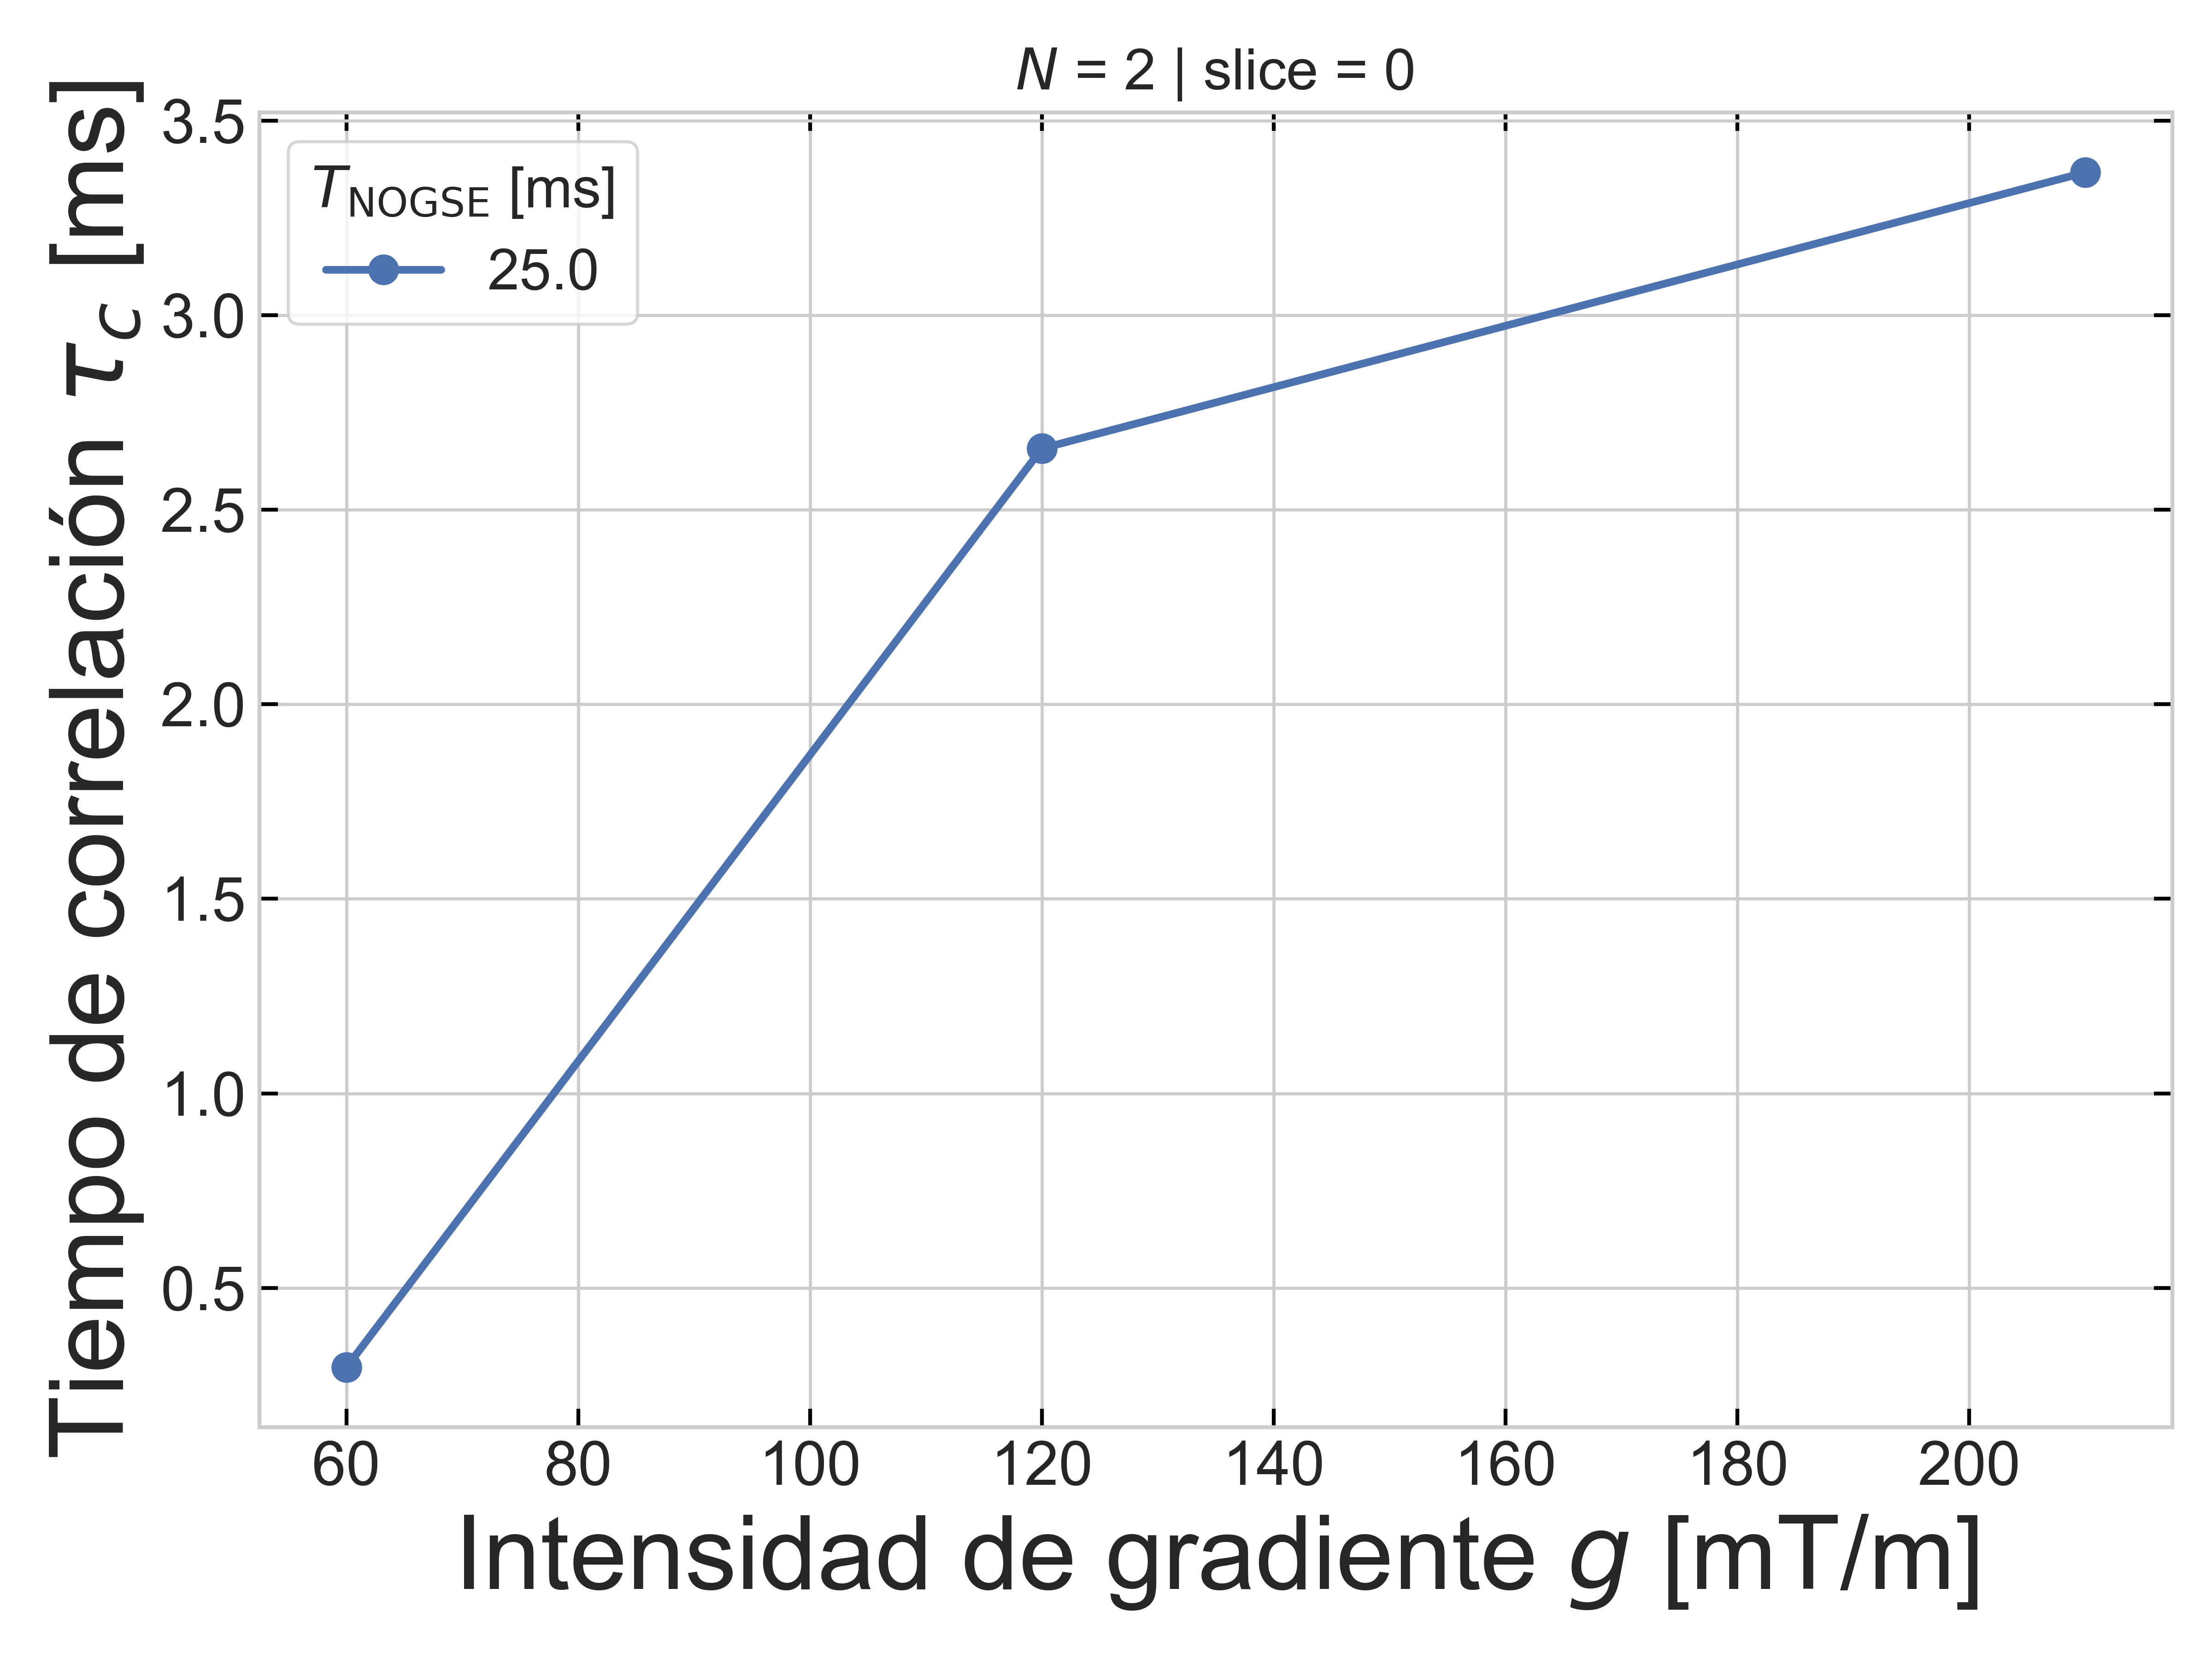 N = 2 | slice = 0
Tiempo de correlación τc [ms]
3.5
3.0
2.5
2.0
1.5
1.0
0.5
TNOGSE [ms]
25.0
60 80 100 120 140 160 180 200
Intensidad de gradiente g [mT/m]